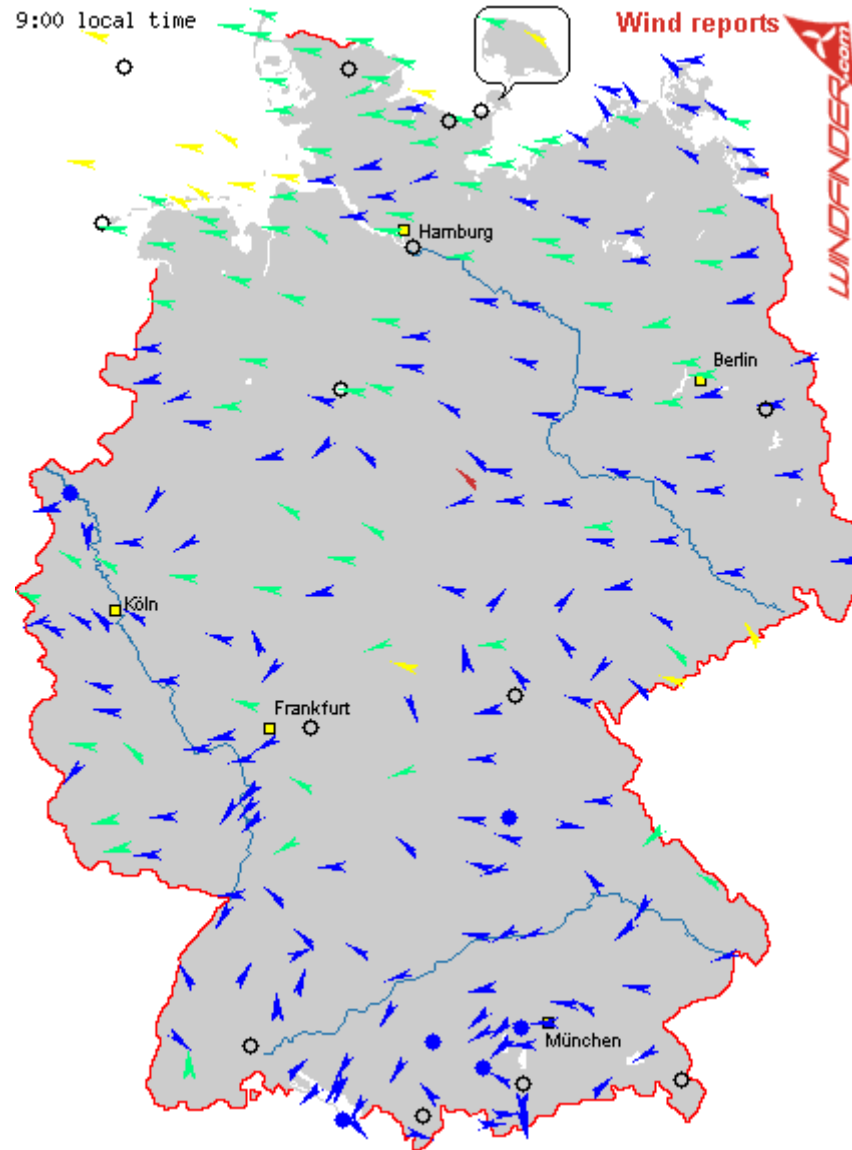 9:00 local time
Wind reports
WINDFINDER.com
Hamburg
Berlin
Köln
Frankfurt
München